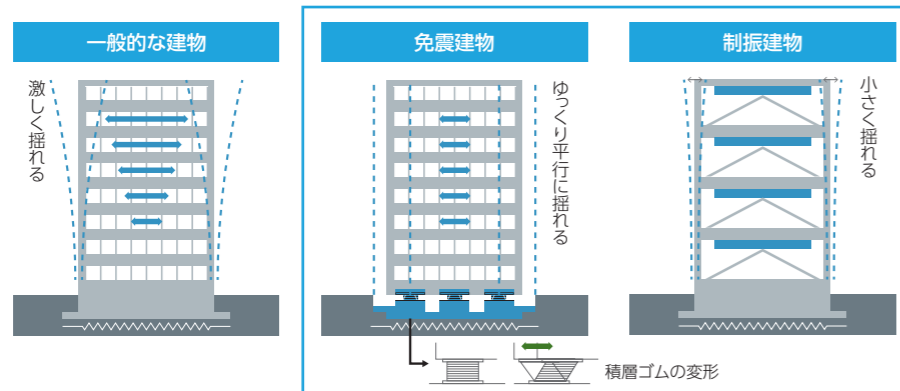 一般的な建物
免震建物
制振建物
激しく揺れる
ゆっくり平行に揺れる
小さく揺れる
積層ゴムの変形